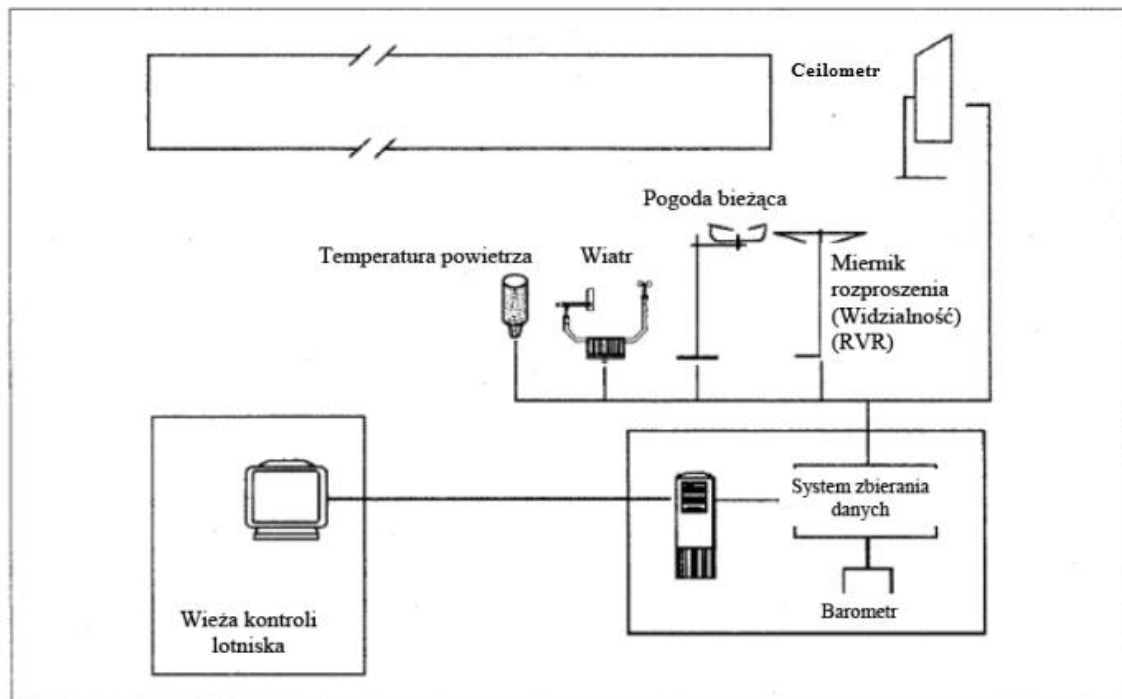 Ceilometr
Pogoda bieżąca
Temperatura powietrza
Wiatr
Miernik
rozproszenia
(Widzialność)
(RVR)
System zbierania
danych
Barometr
Wieża kontroli
lotniska